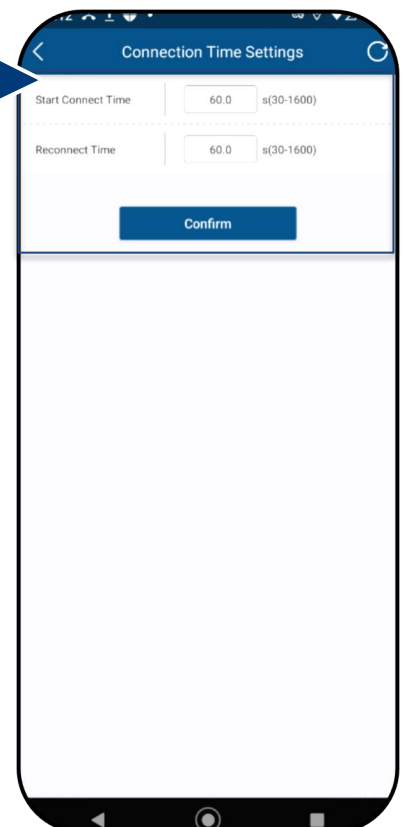 Connection Time Settings
Start Connect Time 60.0 s(30-1600)
Reconnect Time 60.0 s(30-1600)
Confirm